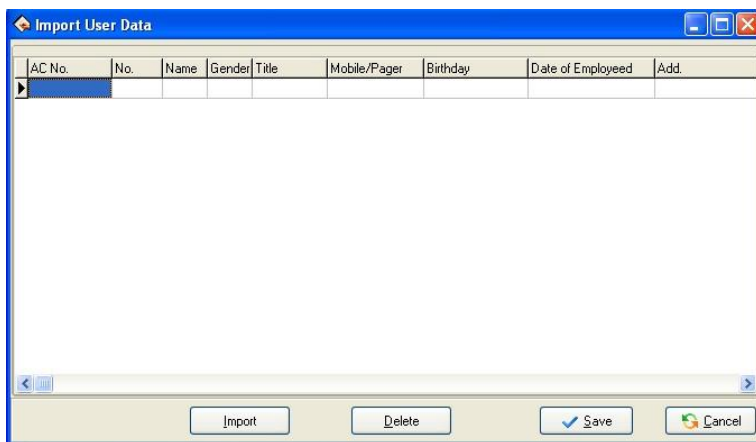 Import User Data
AC No. No. Name Gender Title Mobile/Pager Birthday Date of Employeed Add.
Import Delete Save Cancel